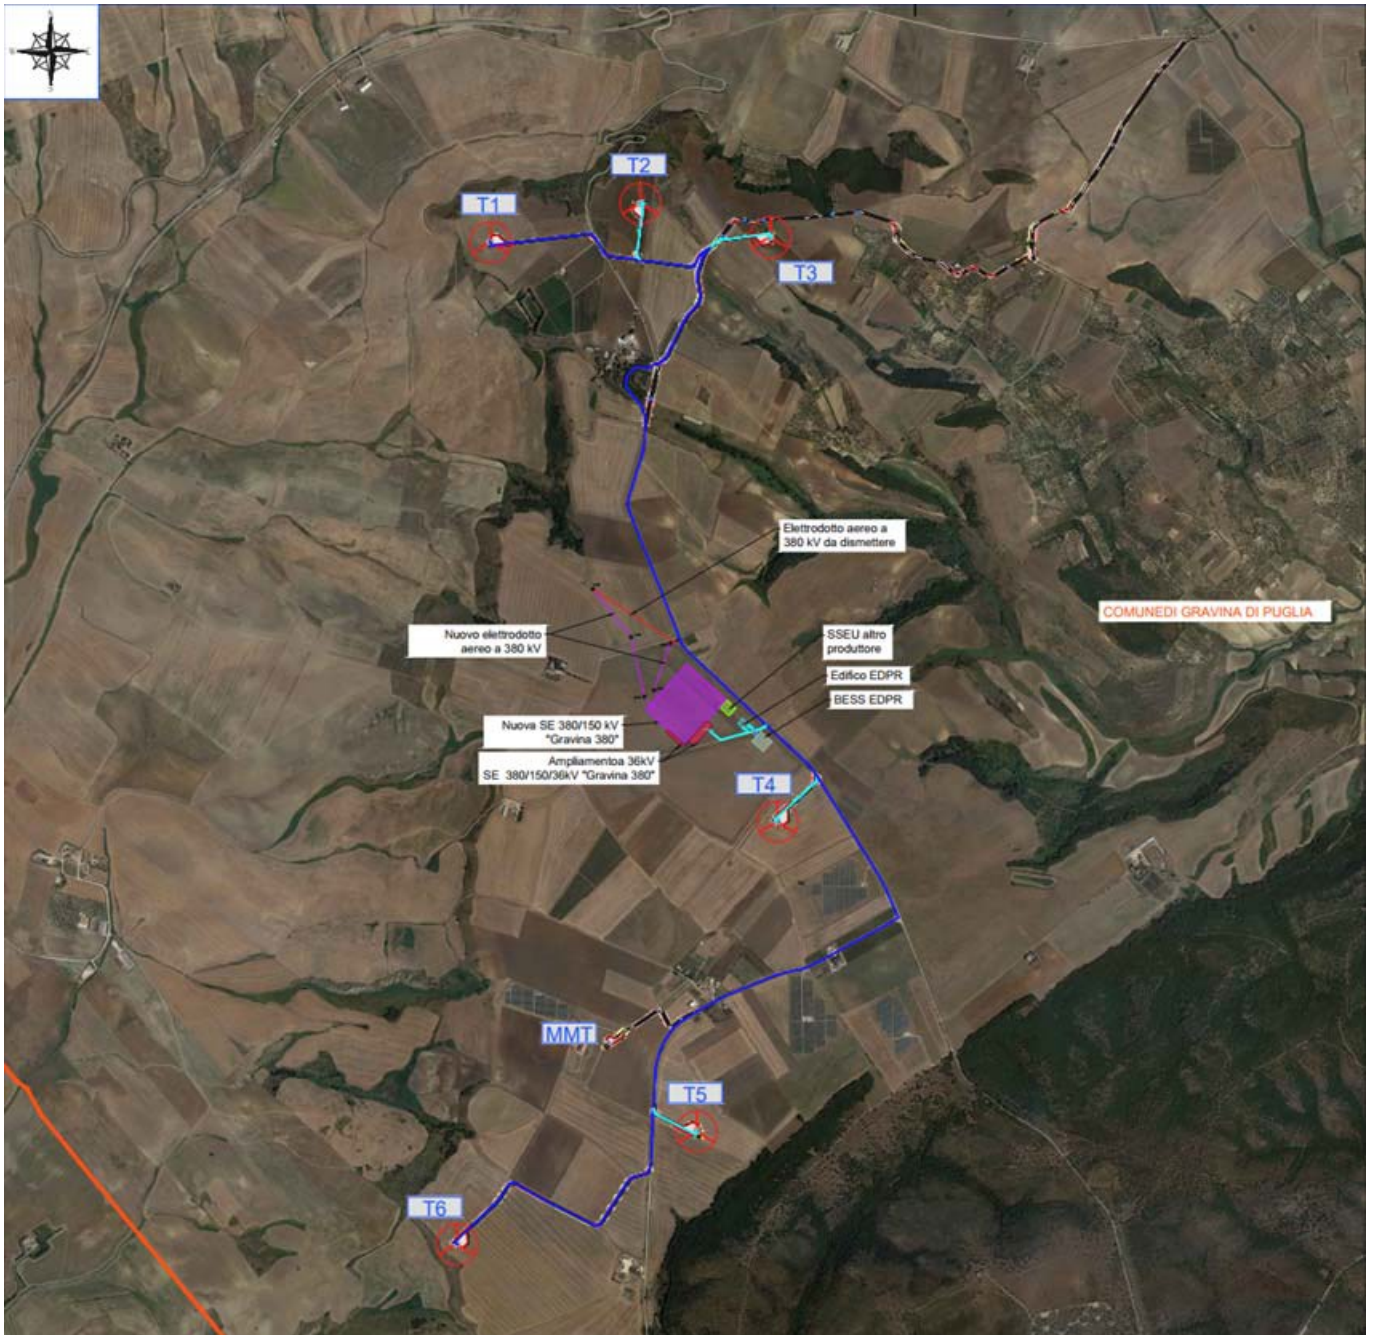 T2
T1
T3
Elettrodotto aereo a
380 kV da dismettere
COMUNEDI GRAVINA DI PUGLIA
Nuovo elettrodotto
aereo a 380 kV
SSEU altro
produttore
Edifico EDPR
BESS EDPR
Nuova SE 380/150 kV
"Gravina 380"
Ampliamentoa 36kV
SE 380/150/36kV "Gravina 380"
T4
MMT
T5
T6